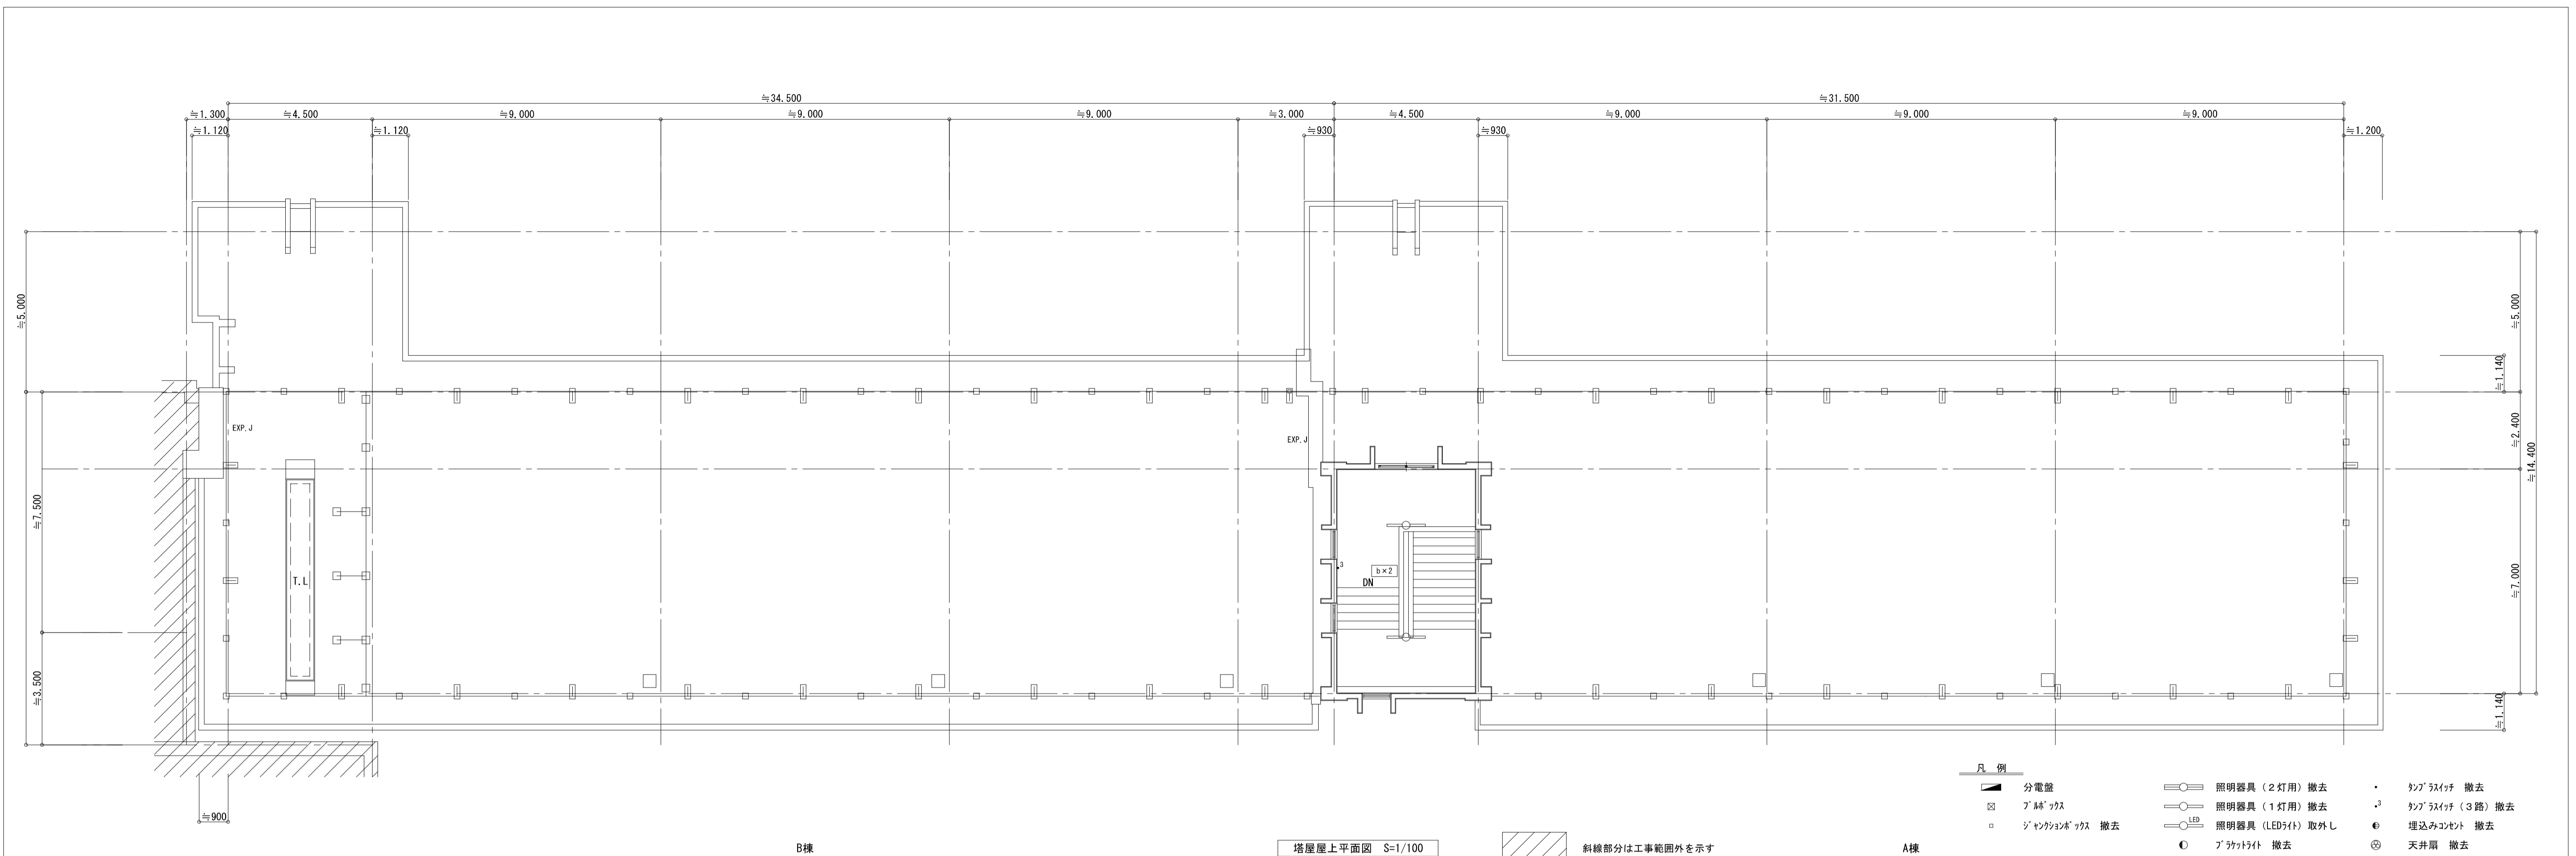 ≒34.500
≒31.500
≒1.300
≒4.500
≒9.000
≒9.000
≒9.000
≒3.000
≒4.500
≒9.000
≒9.000
≒9.000
≒1.120
≒1.120
≒930
≒930
≒1.200
≒5.000
≒5.000
≒1.140
≒2.400
≒14.400
EXP.J
EXP.J
≒7.500
T.L
3
b×2
DN
≒7.000
≒3.500
≒1.140
≒900
凡 例
分電盤
プルボックス
ジャンクションボックス 撤去
照明器具(2灯用)撤去
照明器具(1灯用)撤去
LED
照明器具(LEDライト)取外し
ブラケットライト 撤去
タンブラスイッチ 撤去
3
タンブラスイッチ(3路)撤去
埋込みコンセント 撤去
天井扇 撤去
B棟
塔屋屋上平面図 S=1/100
斜線部分は工事範囲外を示す
A棟